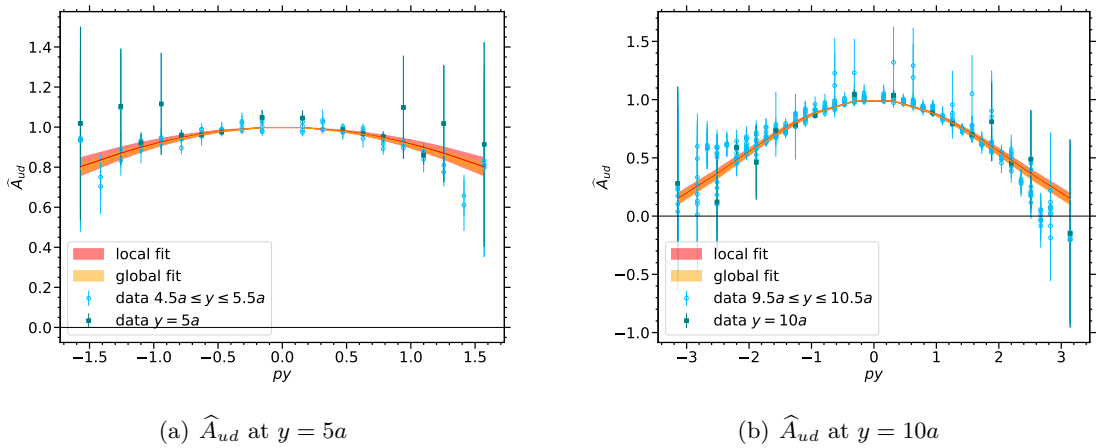 1.4
1.2
1.0
0.8
0.6
0.4
0.2
0.0
Â_ud
local fit
global fit
data 4.5a ≤ y ≤ 5.5a
data y = 5a
−1.5 −1.0 −0.5 0.0 0.5 1.0 1.5
py
1.5
1.0
0.5
0.0
−0.5
−1.0
Â_ud
local fit
global fit
data 9.5a ≤ y ≤ 10.5a
data y = 10a
−3 −2 −1 0 1 2 3
py
(a) Â_ud at y = 5a
(b) Â_ud at y = 10a